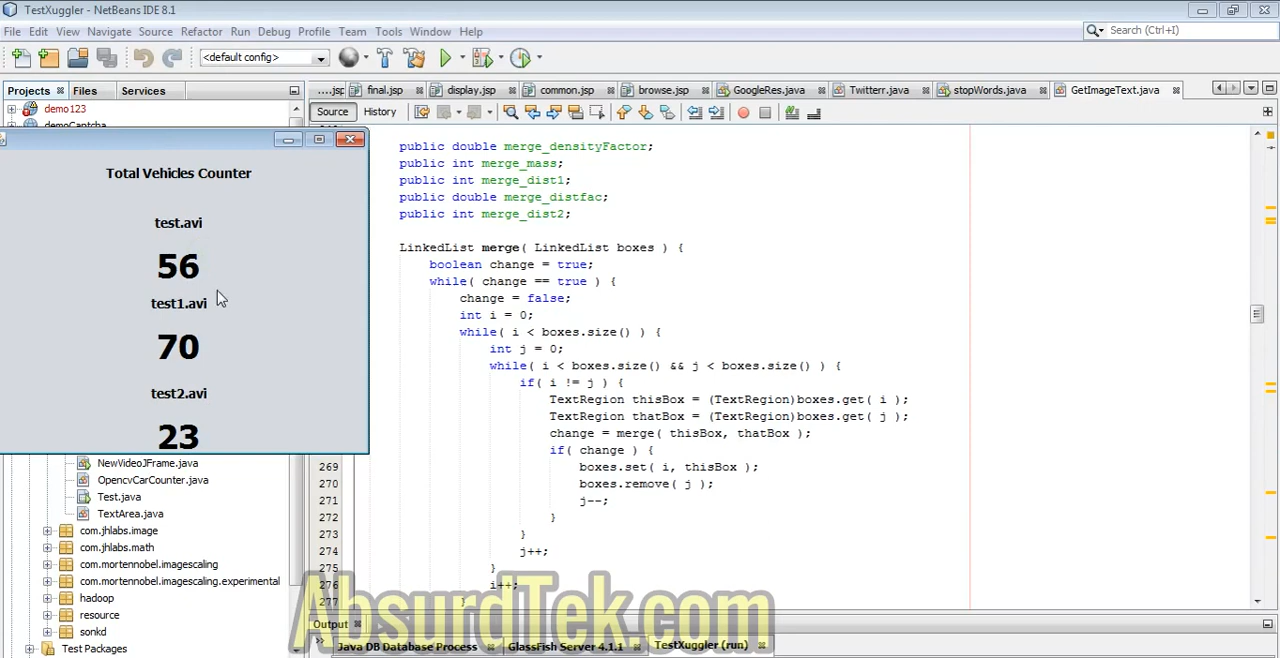 TestXuggler - NetBeans IDE 8.1
File Edit View Navigate Source Refactor Run Debug Profile Team Tools Window Help
Search (Ctrl+I)
<default config>
Projects Files Services
....jsp final.jsp display.jsp common.jsp browse.jsp GoogleRes.java Twitterr.java stopWords.java GetImageText.java
demo123
demoCaptcha
Source History
Total Vehicles Counter
test.avi
56
test1.avi
70
test2.avi
23
public double merge_densityFactor;
public int merge_mass;
public int merge_dist1;
public double merge_distfac;
public int merge_dist2;
LinkedList merge( LinkedList boxes ) {
boolean change = true;
while( change == true ) {
change = false;
int i = 0;
while( i < boxes.size() ) {
int j = 0;
while( i < boxes.size() && j < boxes.size() ) {
if( i != j ) {
TextRegion thisBox = (TextRegion)boxes.get( i );
TextRegion thatBox = (TextRegion)boxes.get( j );
change = merge( thisBox, thatBox );
if( change ) {
269 boxes.set( i, thisBox );
270 boxes.remove( j );
271 j--;
272 }
273 }
274 j++;
275 }
276 i++;
277 }
NewVideoJFrame.java
OpencvCarCounter.java
Test.java
TextArea.java
com.jhlabs.image
com.jhlabs.math
com.mortennobel.imagescaling
com.mortennobel.imagescaling.experimental
hadoop
resource
sonkd
Test Packages
AbsurdTek.com
Output
Java DB Database Process GlassFish Server 4.1.1 TestXuggler (run)